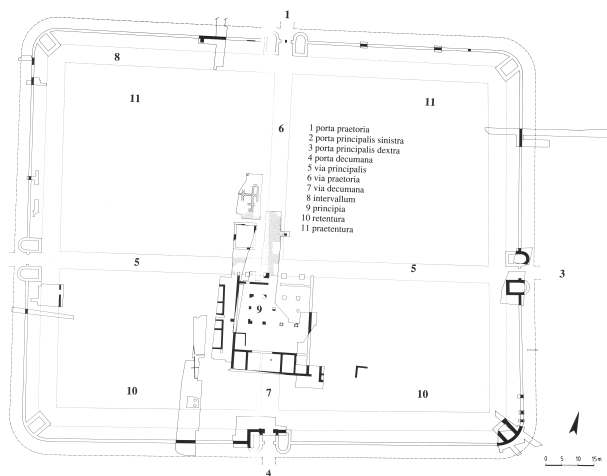 1
8
11
11
6
1 porta praetoria
2 porta principalis sinistra
3 porta principalis dextra
4 porta decumana
5 via principalis
6 via praetoria
7 via decumana
8 intervallum
9 principia
10 retentura
11 praetentura
5
5
3
9
10
7
10
4
0 5 10 15 m